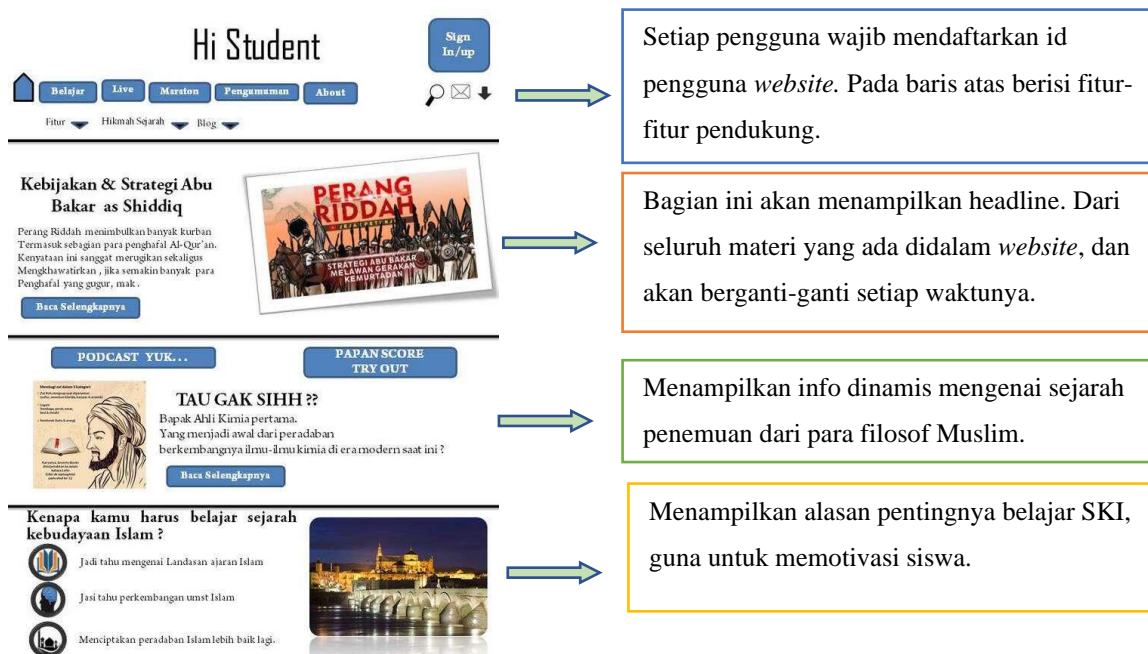 Hi Student
Sign
In/up
Belajar
Live
Maraton
Pengumuman
About
Fitur
Hikmah Sejarah
Blog
Setiap pengguna wajib mendaftarkan id
pengguna website. Pada baris atas berisi fitur-
fitur pendukung.
Kebijakan & Strategi Abu
Bakar as Shiddiq
Perang Riddah menimbulkan banyak kurban
Termasuk sebagian para penghafal Al-Qur'an.
Kenyataan ini sanggat merugikan sekaligus
Mengkhawatirkan , jika semakin banyak para
Penghafal yang gugur, mak .
Baca Selengkapnya
PERANG
RIDDAH
STRATEGI ABU BAKAR
MELAWAN GERAKAN
KEMURTADAN
Bagian ini akan menampilkan headline. Dari
seluruh materi yang ada didalam website, dan
akan berganti-ganti setiap waktunya.
PODCAST YUK...
PAPAN SCORE
TRY OUT
TAU GAK SIHH ??
Bapak Ahli Kimia pertama.
Yang menjadi awal dari peradaban
berkembangnya ilmu-ilmu kimia di era modern saat ini ?
Baca Selengkapnya
Menampilkan info dinamis mengenai sejarah
penemuan dari para filosof Muslim.
Kenapa kamu harus belajar sejarah
kebudayaan Islam ?
Jadi tahu mengenai Landasan ajaran Islam
Jasi tahu perkembangan umst Islam
Menciptakan peradaban Islam lebih baik lagi.
Menampilkan alasan pentingnya belajar SKI,
guna untuk memotivasi siswa.